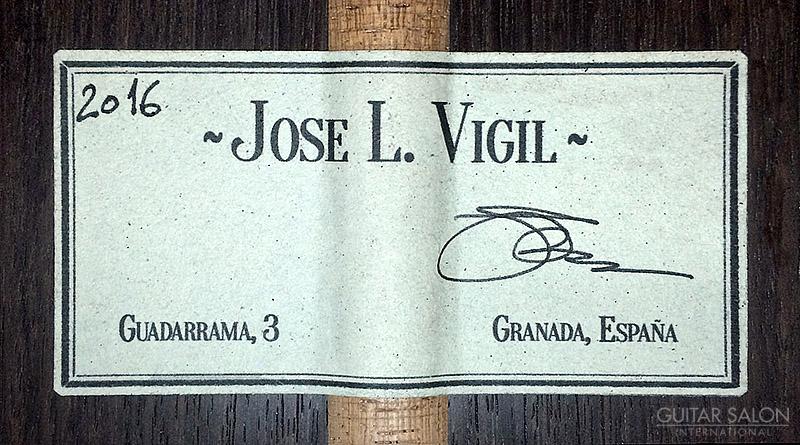 2016
~JOSE L. VIGIL~
GUADARRAMA, 3
GRANADA, ESPAÑA
GUITAR SALON
INTERNATIONAL